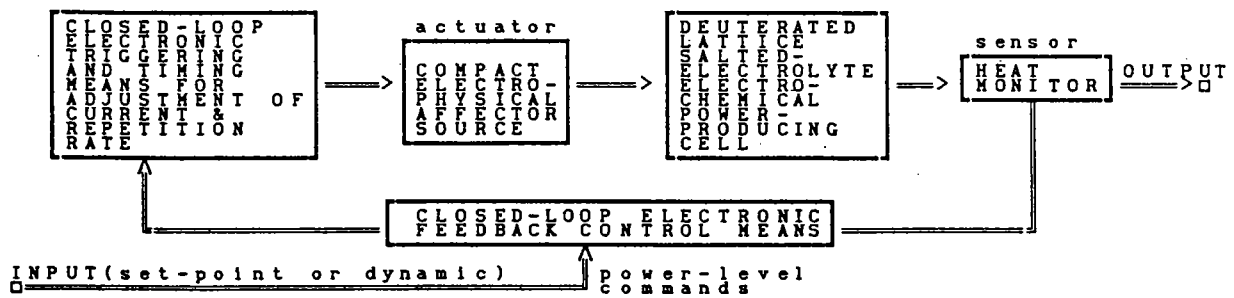 CLOSED-LOOP
ELECTRONIC
TRIGGERING
AND TIMING
MEANS FOR
ADJUSTMENT OF
CURRENT &
REPETITION
RATE
actuator
COMPACT
ELECTRO-
PHYSICAL
AFFECTOR
SOURCE
DEUTERATED
LATTICE
SALTED-
ELECTROLYTE
ELECTRO-
CHEMICAL
POWER-
PRODUCING
CELL
sensor
HEAT
MONITOR
OUTPUT
CLOSED-LOOP ELECTRONIC
FEEDBACK CONTROL MEANS
INPUT(set-point or dynamic)
power-level
commands